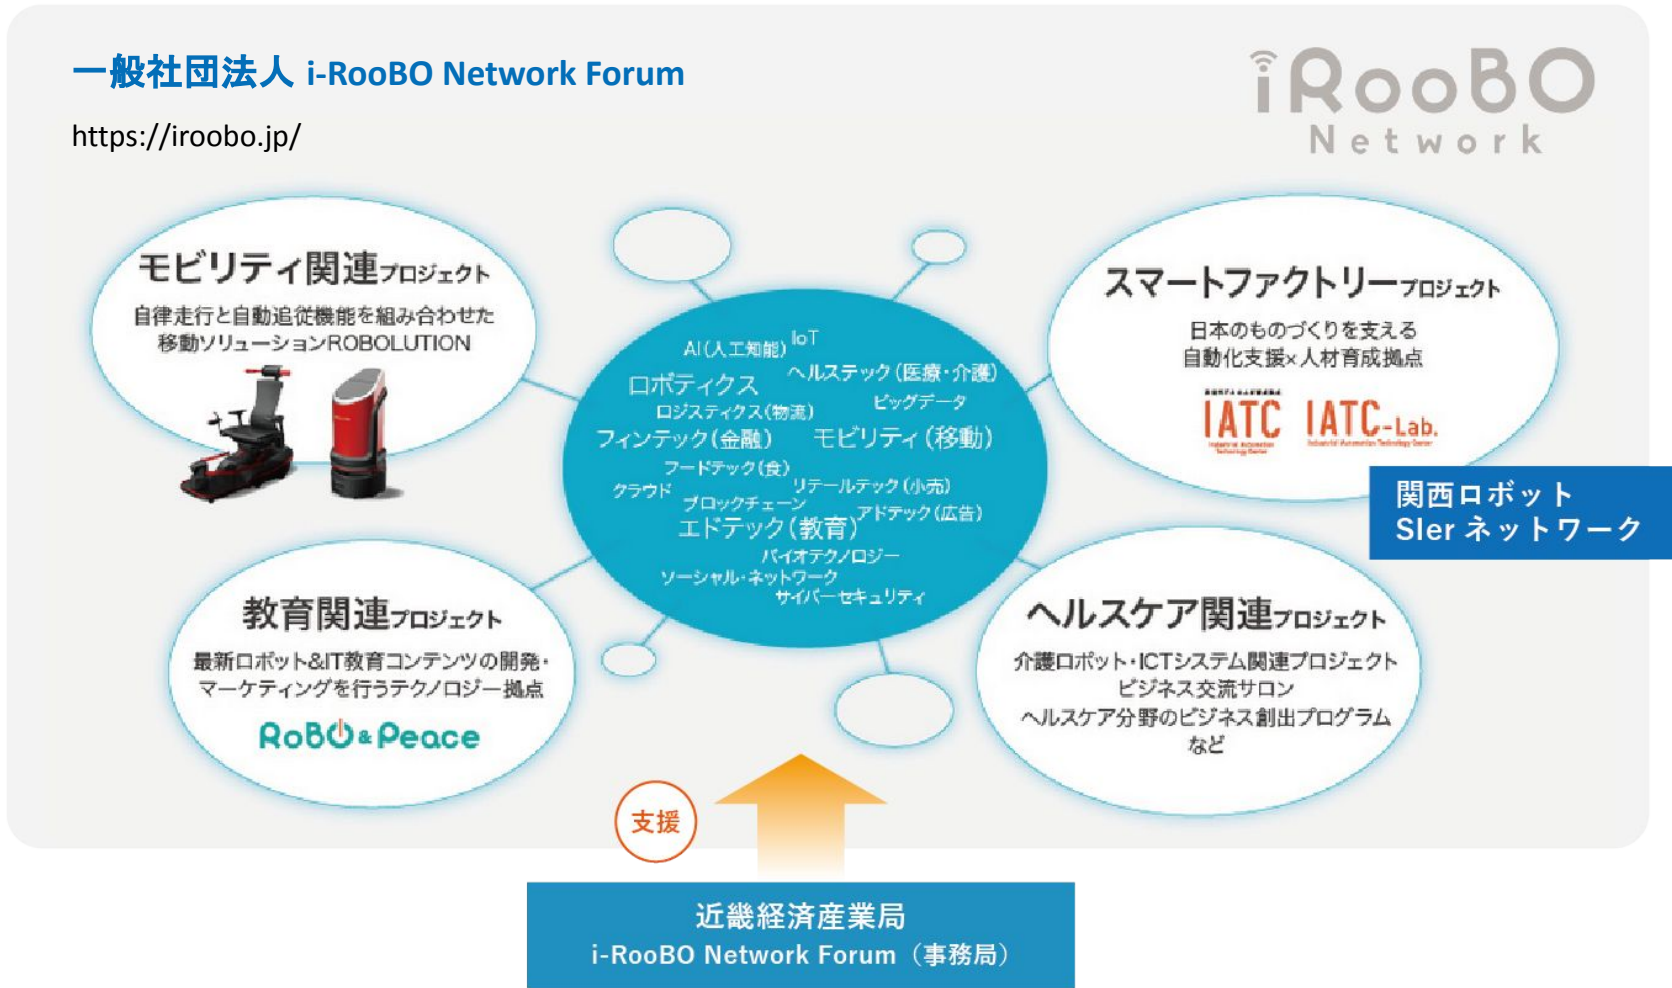 一般社団法人 i-RooBO Network Forum
https://iroobo.jp/
iRooBO
Network
モビリティ関連プロジェクト
自律走行と自動追従機能を組み合わせた
移動ソリューションROBOLUTION
スマートファクトリープロジェクト
日本のものづくりを支える
自動化支援×人材育成拠点
IATC
Industrial Automation
Technology Center
IATC-Lab.
Industrial Automation Technology Center
関西ロボット
SIer ネットワーク
AI(人工知能)
IoT
ロボティクス
ヘルステック(医療・介護)
ロジスティクス(物流)
ビッグデータ
フィンテック(金融)
モビリティ(移動)
フードテック(食)
クラウド
リテールテック(小売)
ブロックチェーン
アドテック(広告)
エドテック(教育)
バイオテクノロジー
ソーシャル・ネットワーク
サイバーセキュリティ
教育関連プロジェクト
最新ロボット&IT教育コンテンツの開発・
マーケティングを行うテクノロジー拠点
RoBO&Peace
ヘルスケア関連プロジェクト
介護ロボット・ICTシステム関連プロジェクト
ビジネス交流サロン
ヘルスケア分野のビジネス創出プログラム
など
支援
近畿経済産業局
i-RooBO Network Forum（事務局）